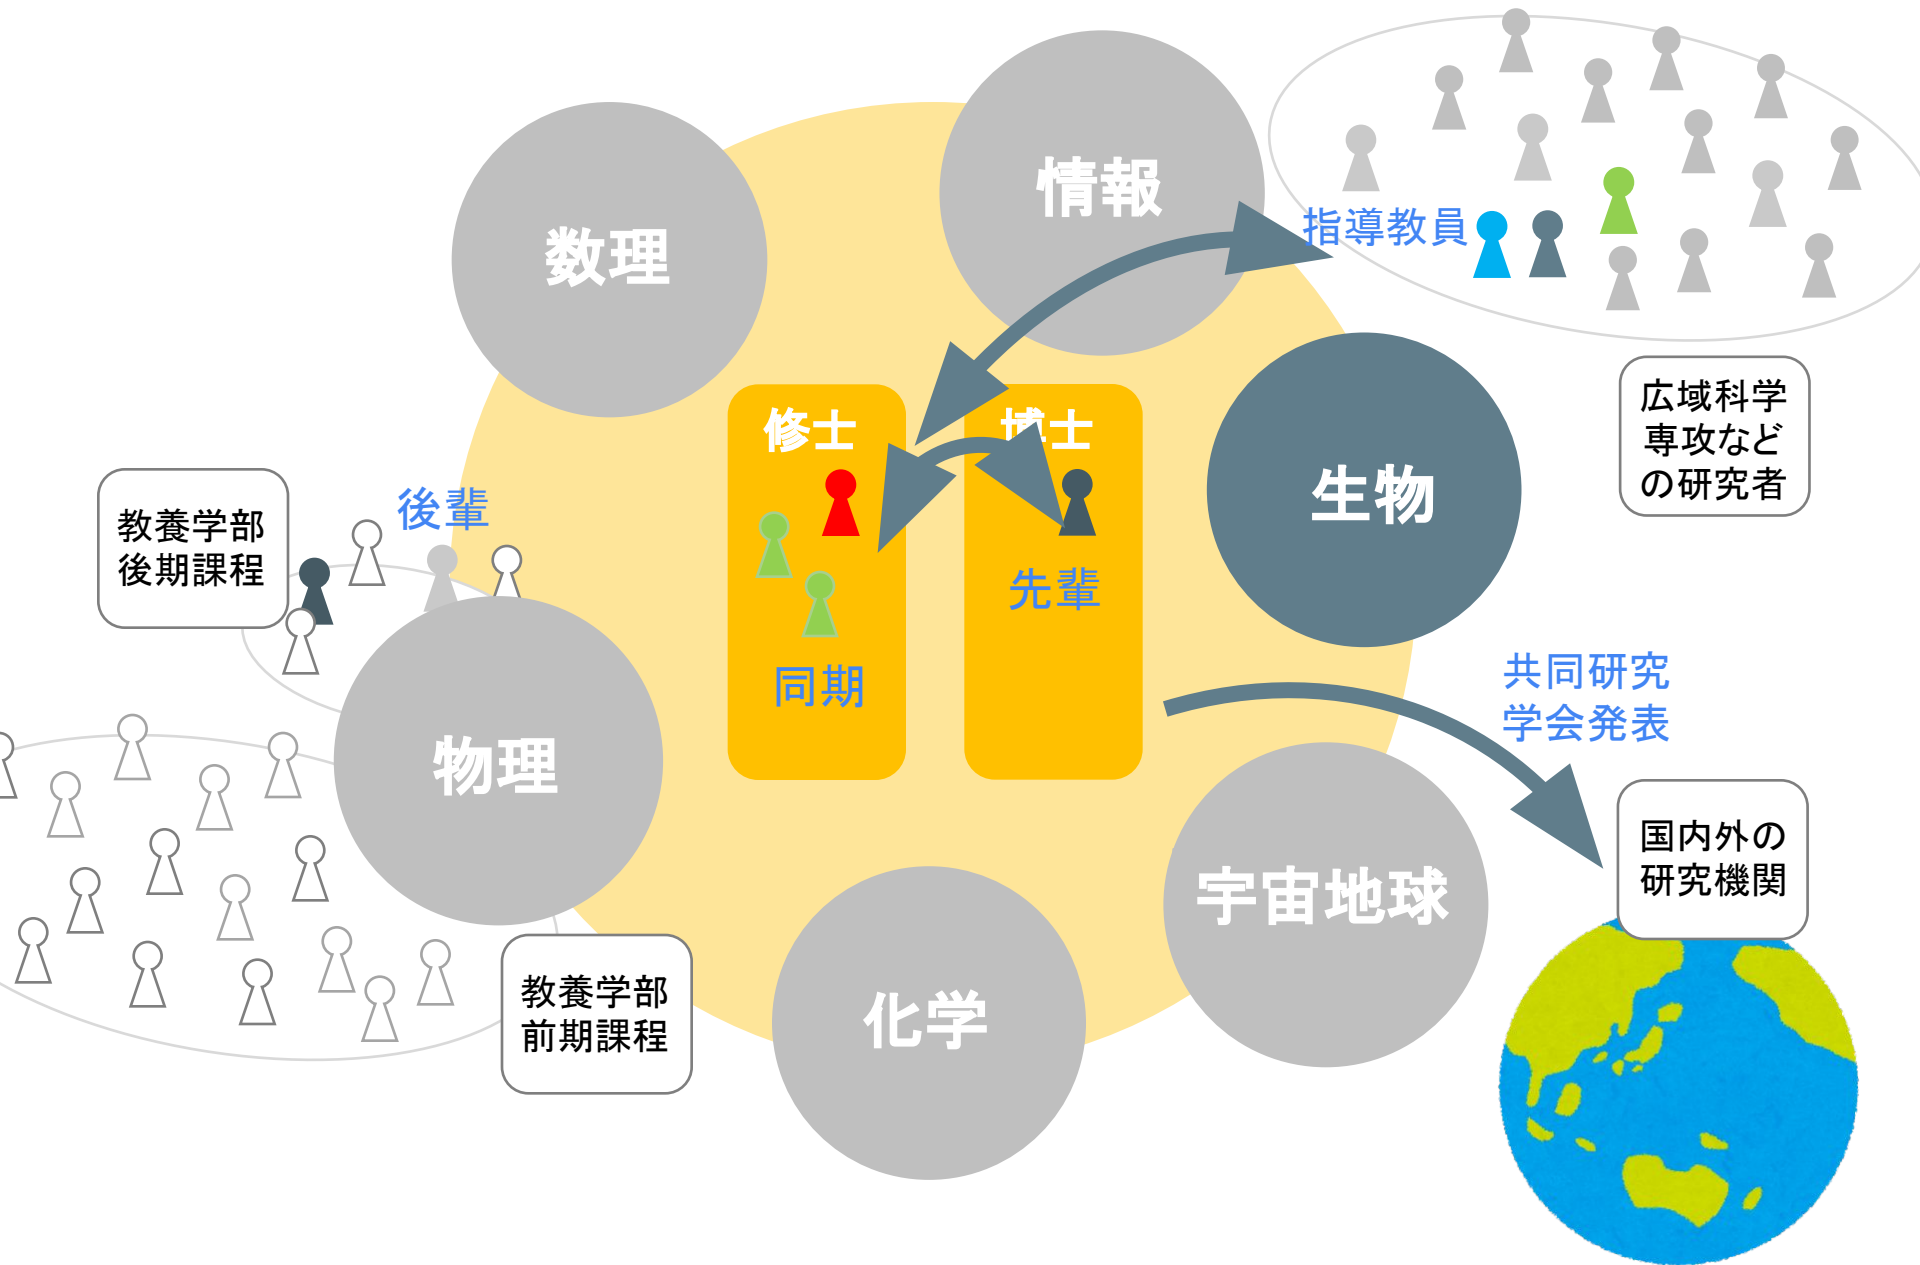 情報
数理
指導教員
広域科学
専攻など
の研究者
修士
博士
生物
後輩
教養学部
後期課程
先輩
同期
共同研究
学会発表
物理
国内外の
研究機関
宇宙地球
教養学部
前期課程
化学